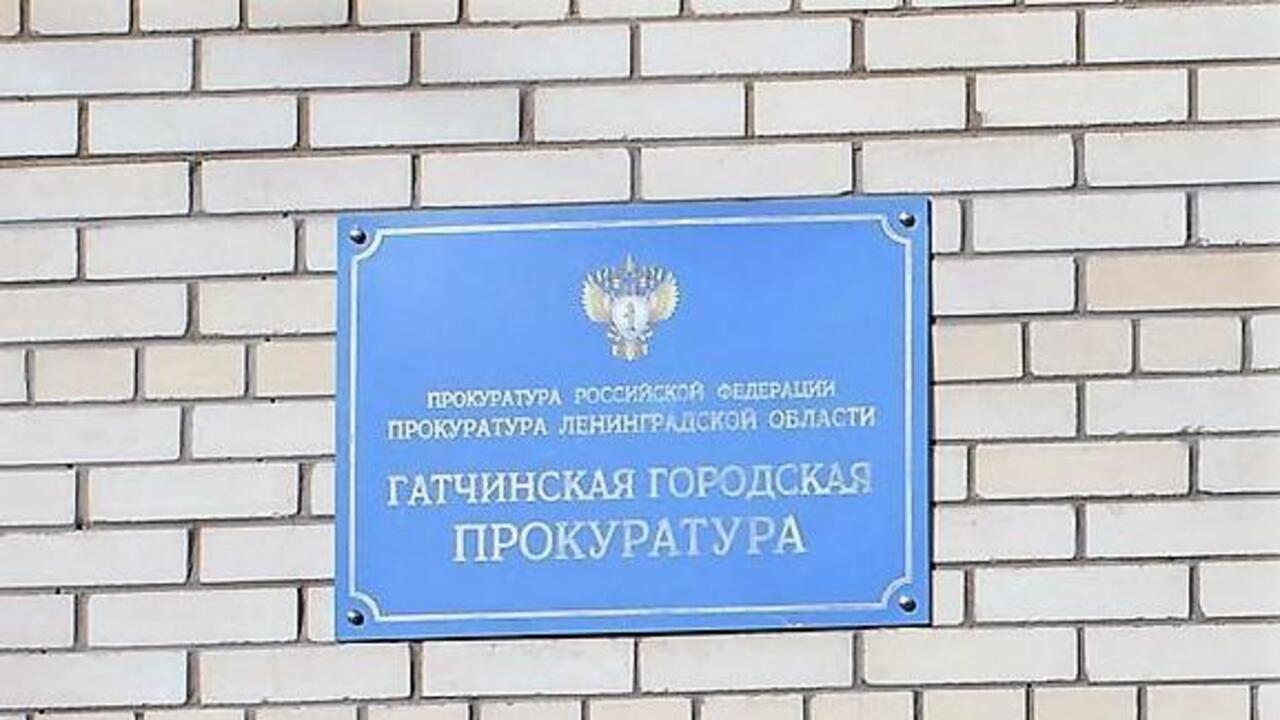 ПРОКУРАТУРА РОССИЙСКОЙ ФЕДЕРАЦИИ
ПРОКУРАТУРА ЛЕНИНГРАДСКОЙ ОБЛАСТИ
ГАТЧИНСКАЯ ГОРОДСКАЯ
ПРОКУРАТУРА